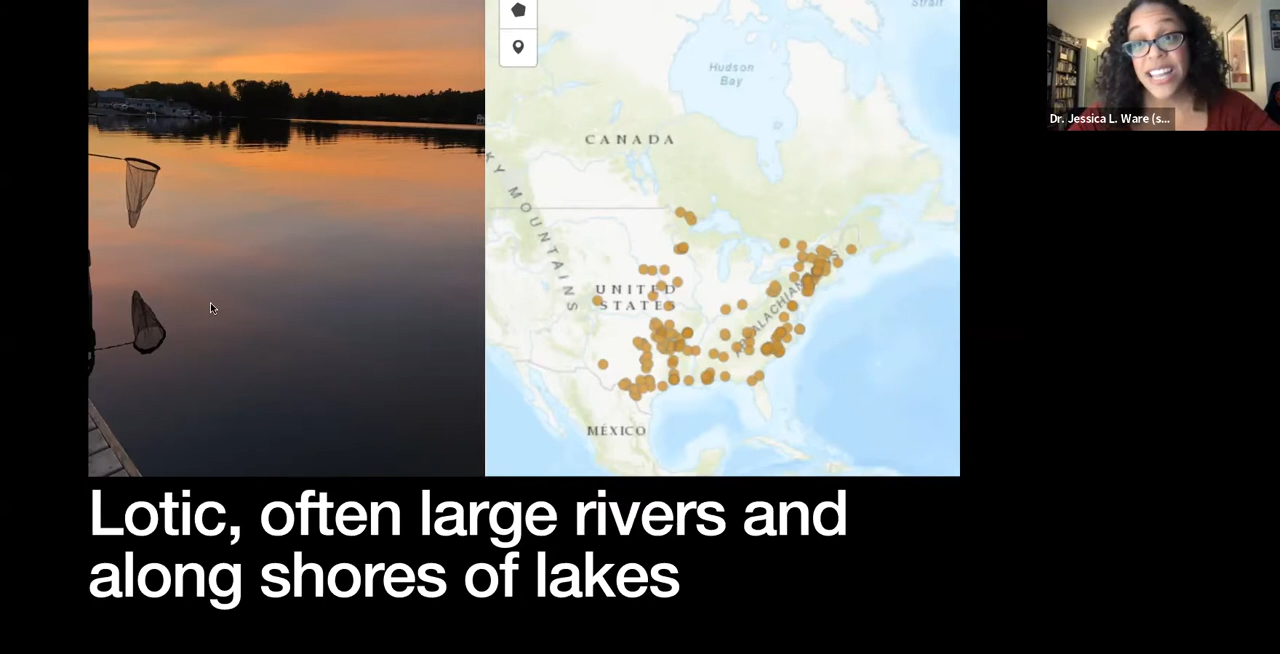 Strait
Hudson
Bay
CANADA
KY MOUNTAINS
UNITED
STATES
APPALACHIAN
MÉXICO
Dr. Jessica L. Ware (s...
Lotic, often large rivers and
along shores of lakes